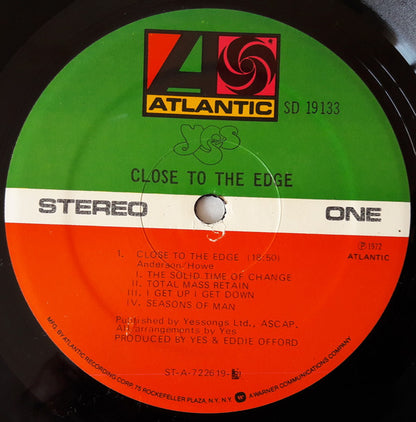 ATLANTIC
SD 19133
yes
CLOSE TO THE EDGE
STEREO ONE
1. CLOSE TO THE EDGE (18:50)
Anderson/Howe
I. THE SOLID TIME OF CHANGE
II. TOTAL MASS RETAIN
III. I GET UP I GET DOWN
IV. SEASONS OF MAN
Ⓟ1972
ATLANTIC
Published by Yessongs Ltd., ASCAP.
All arrangements by Yes
PRODUCED BY YES & EDDIE OFFORD
ST-A-722619-
MFG. BY ATLANTIC RECORDING CORP. 75 ROCKEFELLER PLAZA, N.Y. N.Y. A WARNER COMMUNICATIONS COMPANY